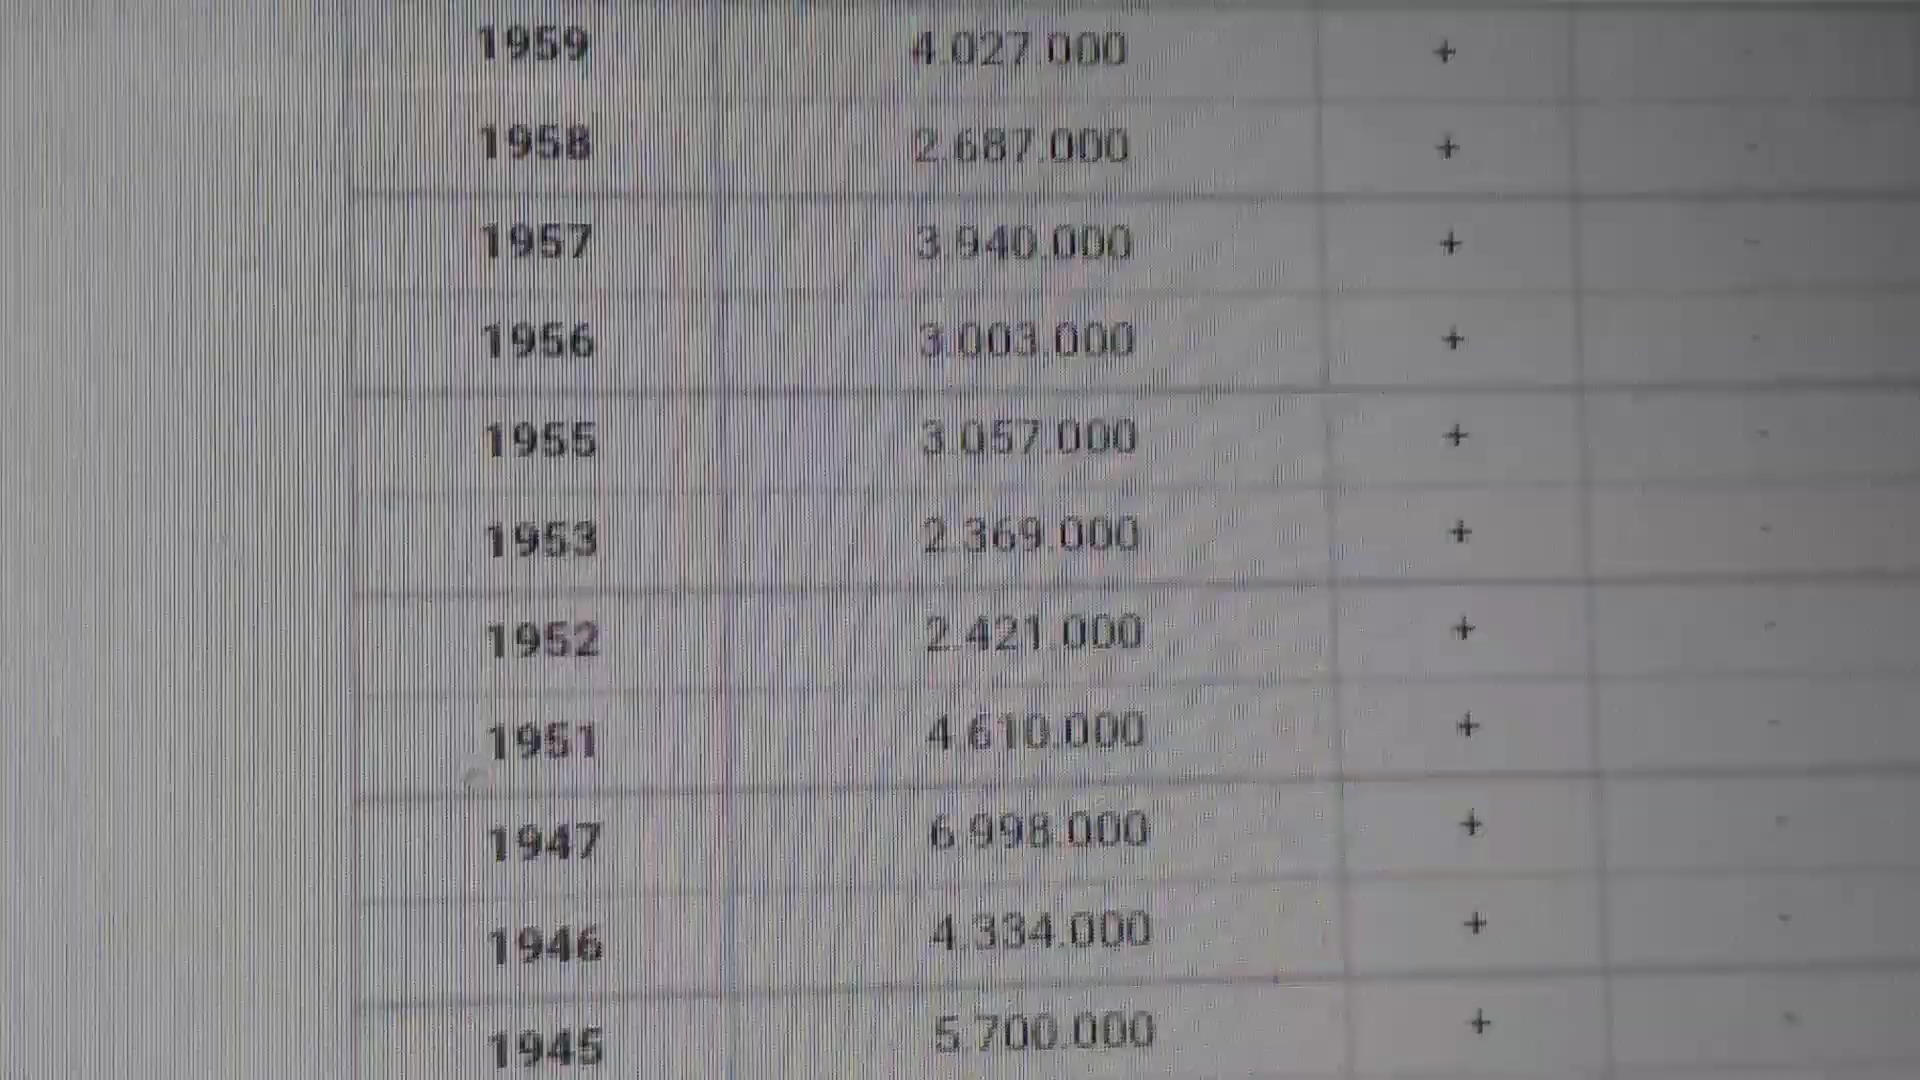 1959 4.027.000 + -
1958 2.687.000 + -
1957 3.940.000 + -
1956 3.003.000 + -
1955 3.057.000 + -
1953 2.369.000 + -
1952 2.421.000 + -
1951 4.610.000 + -
1947 6.998.000 + -
1946 4.334.000 + -
1945 5.700.000 + -